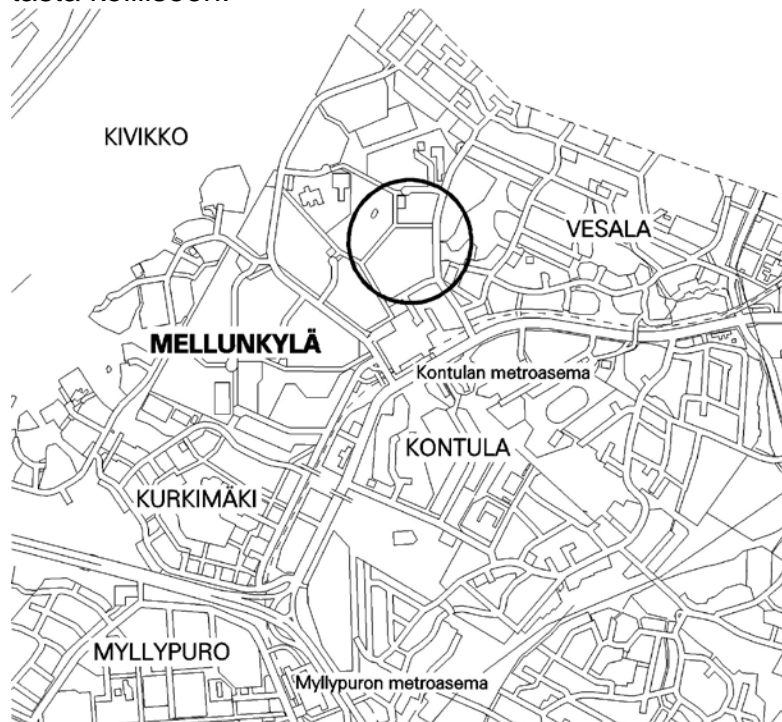 KIVIKKO
VESALA
MELLUNKYLÄ
Kontulan metroasema
KONTULA
KURKIMÄKI
MYLLYPURO
Myllypuron metroasema